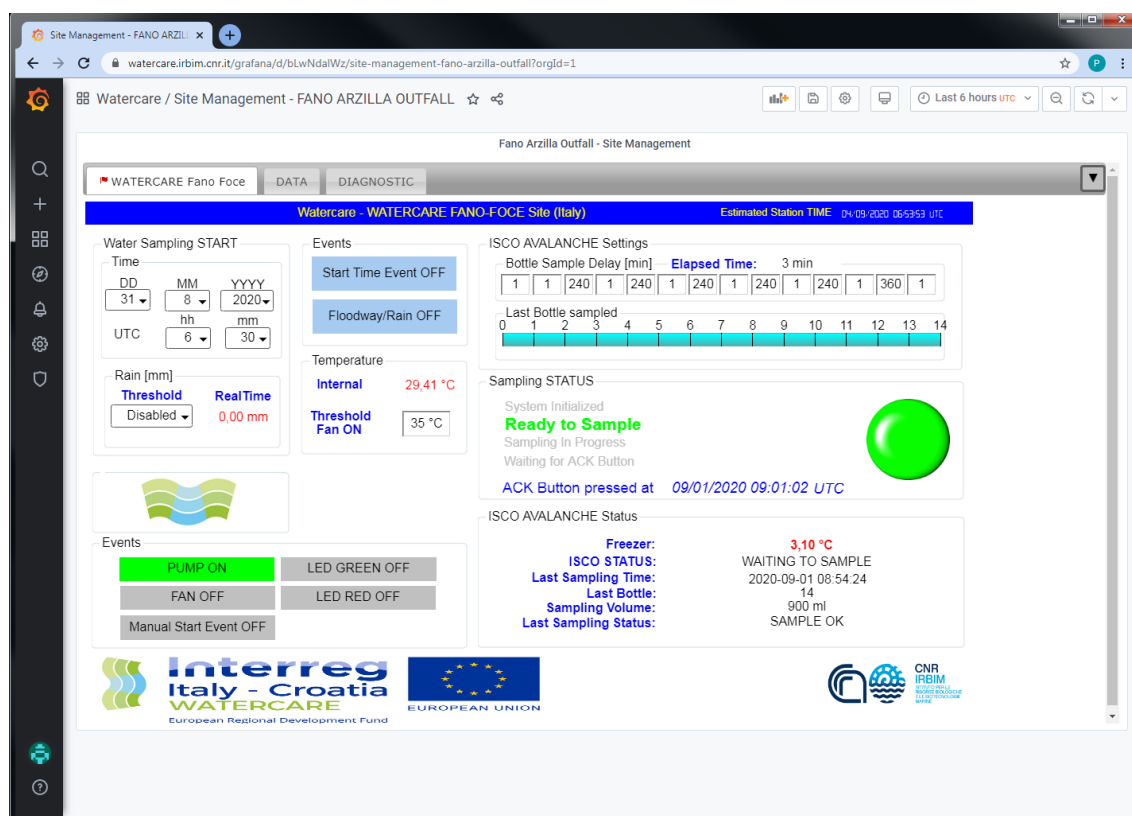 Site Management - FANO ARZIL
watercare.irbim.cnr.it/grafana/d/bLwNdalWz/site-management-fano-arzilla-outfall?orgId=1
P
Watercare / Site Management - FANO ARZILLA OUTFALL
Last 6 hours UTC
Fano Arzilla Outfall - Site Management
WATERCARE Fano Foce DATA DIAGNOSTIC
Watercare - WATERCARE FANO-FOCE Site (Italy) Estimated Station TIME 04/09/2020 06:53:53 UTC
Water Sampling START
Time
DD MM YYYY
31 8 2020
hh mm
UTC 6 30
Rain [mm]
Threshold RealTime
Disabled 0,00 mm
Events
Start Time Event OFF
Floodway/Rain OFF
Temperature
Internal 29,41 °C
Threshold
Fan ON 35 °C
ISCO AVALANCHE Settings
Bottle Sample Delay [min] Elapsed Time: 3 min
1 1 240 1 240 1 240 1 240 1 240 1 360 1
Last Bottle sampled
0 1 2 3 4 5 6 7 8 9 10 11 12 13 14
Sampling STATUS
System Initialized
Ready to Sample
Sampling In Progress
Waiting for ACK Button
ACK Button pressed at 09/01/2020 09:01:02 UTC
Events
PUMP ON LED GREEN OFF
FAN OFF LED RED OFF
Manual Start Event OFF
ISCO AVALANCHE Status
Freezer: 3,10 °C
ISCO STATUS: WAITING TO SAMPLE
Last Sampling Time: 2020-09-01 08:54:24
Last Bottle: 14
Sampling Volume: 900 ml
Last Sampling Status: SAMPLE OK
Interreg
Italy - Croatia
WATERCARE
European Regional Development Fund
EUROPEAN UNION
CNR
IRBIM